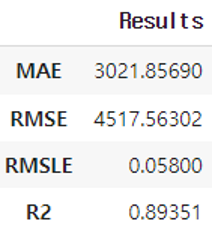 Results
MAE 3021.85690
RMSE 4517.56302
RMSLE 0.05800
R2 0.89351